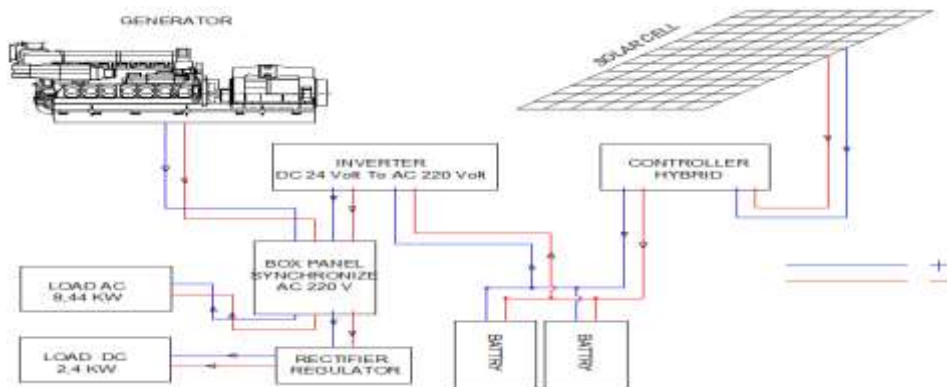 GENERATOR
SOLAR CELL
INVERTER
DC 24 Volt To AC 220 Volt
CONTROLLER
HYBRID
BOX PANEL
SYNCHRONIZE
AC 220 V
LOAD AC
8,44 KW
LOAD DC
2,4 KW
RECTIFIER
REGULATOR
BATTRY
BATTRY
+
-